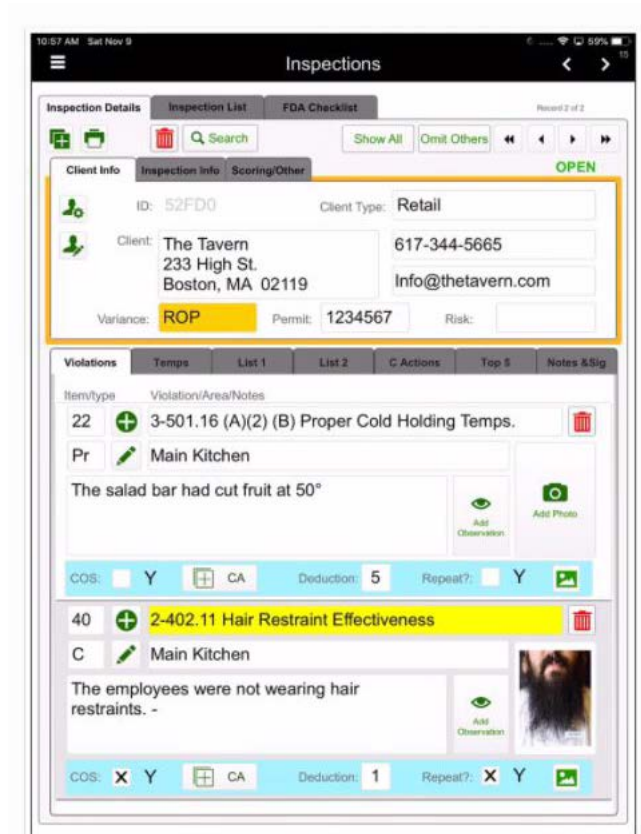 10:57 AM Sat Nov 9
59%
Inspections
15
Inspection Details Inspection List FDA Checklist Record 2 of 2
Search Show All Omit Others
Client Info Inspection Info Scoring/Other OPEN
ID: 52FD0 Client Type: Retail
Client: The Tavern 617-344-5665
233 High St.
Boston, MA 02119 Info@thetavern.com
Variance: ROP Permit: 1234567 Risk:
Violations Temps List 1 List 2 C Actions Top 5 Notes &Sig
Item/type Violation/Area/Notes
22 3-501.16 (A)(2) (B) Proper Cold Holding Temps.
Pr Main Kitchen
The salad bar had cut fruit at 50°
Add Observation
Add Photo
COS: Y CA Deduction: 5 Repeat?: Y
40 2-402.11 Hair Restraint Effectiveness
C Main Kitchen
The employees were not wearing hair
restraints. -
Add Observation
COS: X Y CA Deduction: 1 Repeat?: X Y